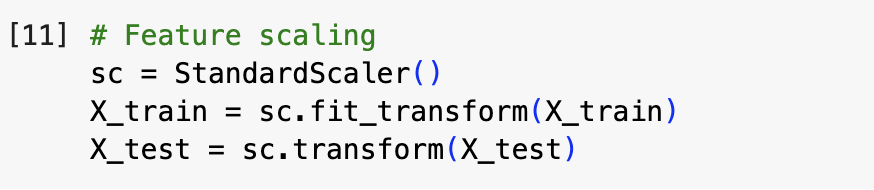 [11] # Feature scaling
sc = StandardScaler()
X_train = sc.fit_transform(X_train)
X_test = sc.transform(X_test)